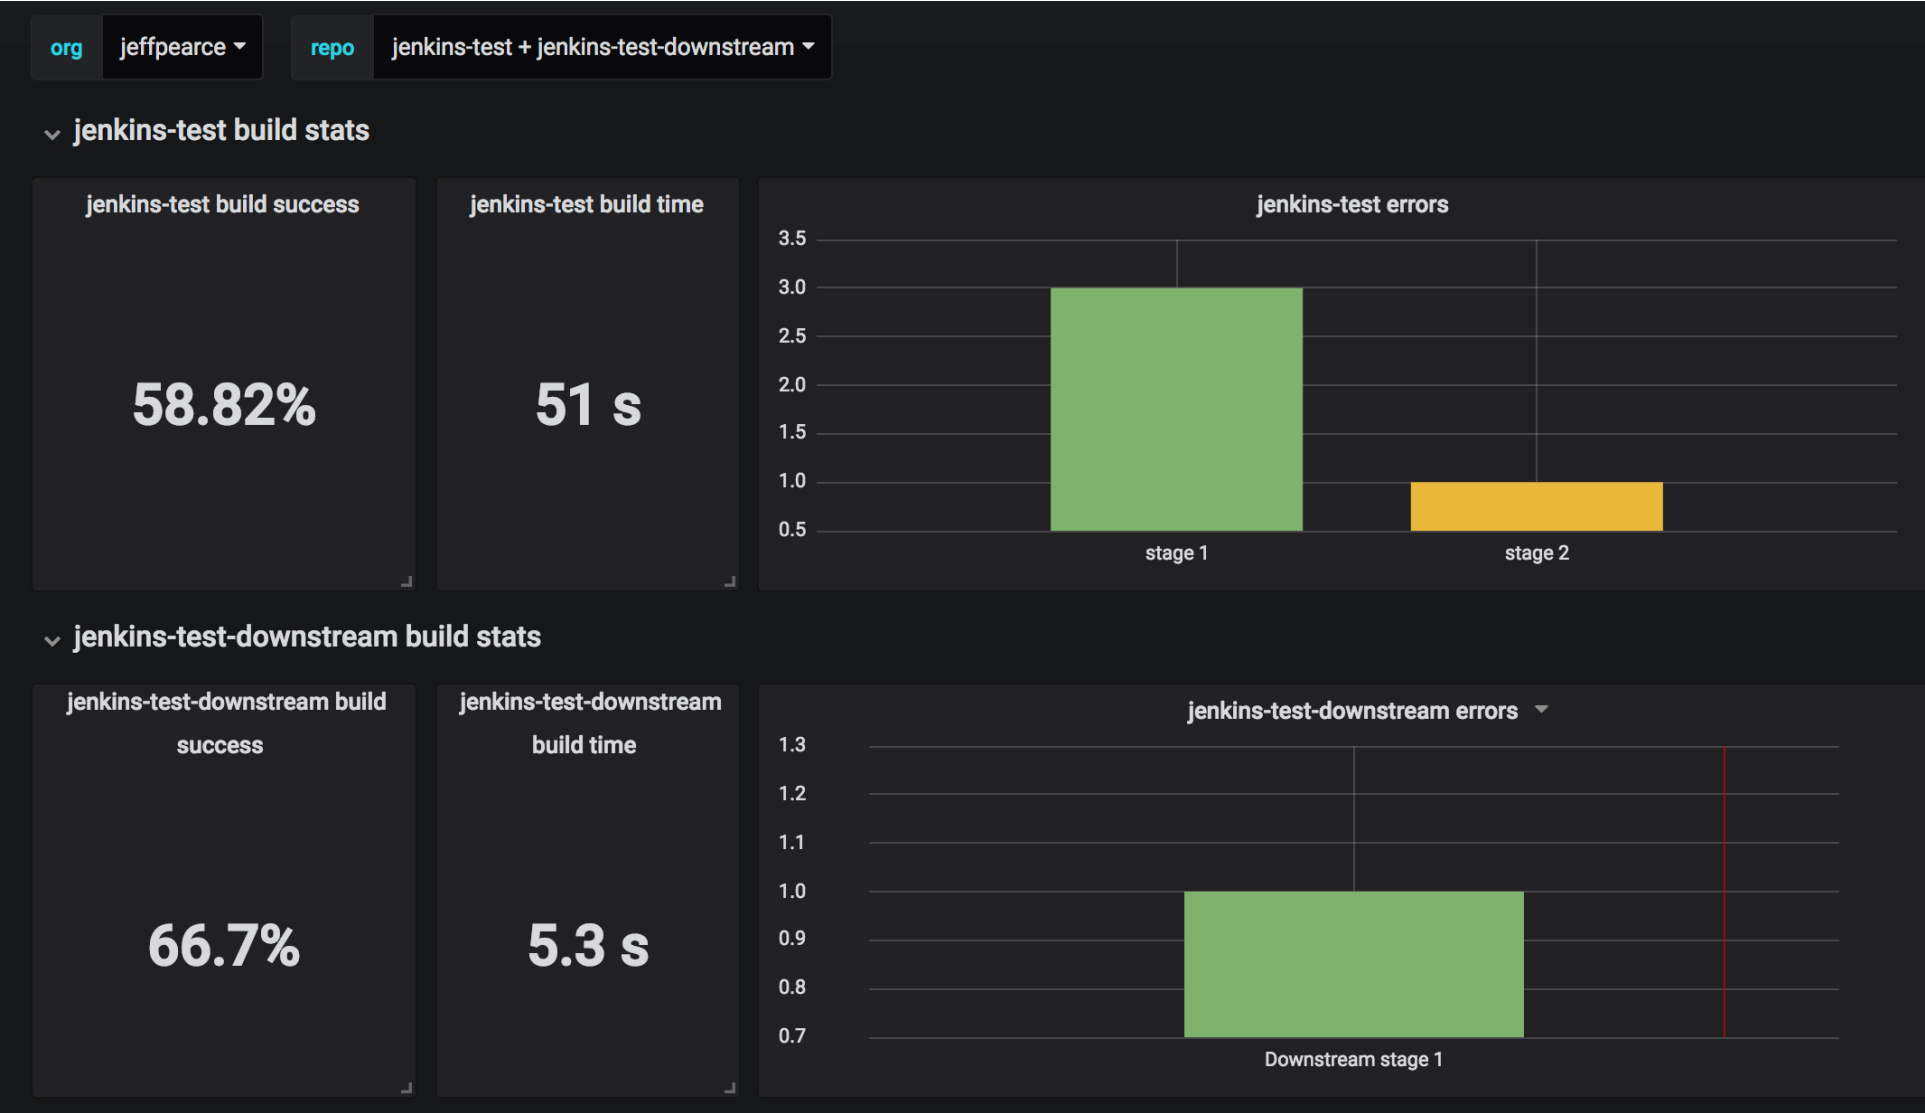 org jeffpearce repo jenkins-test + jenkins-test-downstream
jenkins-test build stats
jenkins-test build success
58.82%
jenkins-test build time
51 s
jenkins-test errors
3.5
3.0
2.5
2.0
1.5
1.0
0.5
stage 1 stage 2
jenkins-test-downstream build stats
jenkins-test-downstream build
success
66.7%
jenkins-test-downstream
build time
5.3 s
jenkins-test-downstream errors
1.3
1.2
1.1
1.0
0.9
0.8
0.7
Downstream stage 1